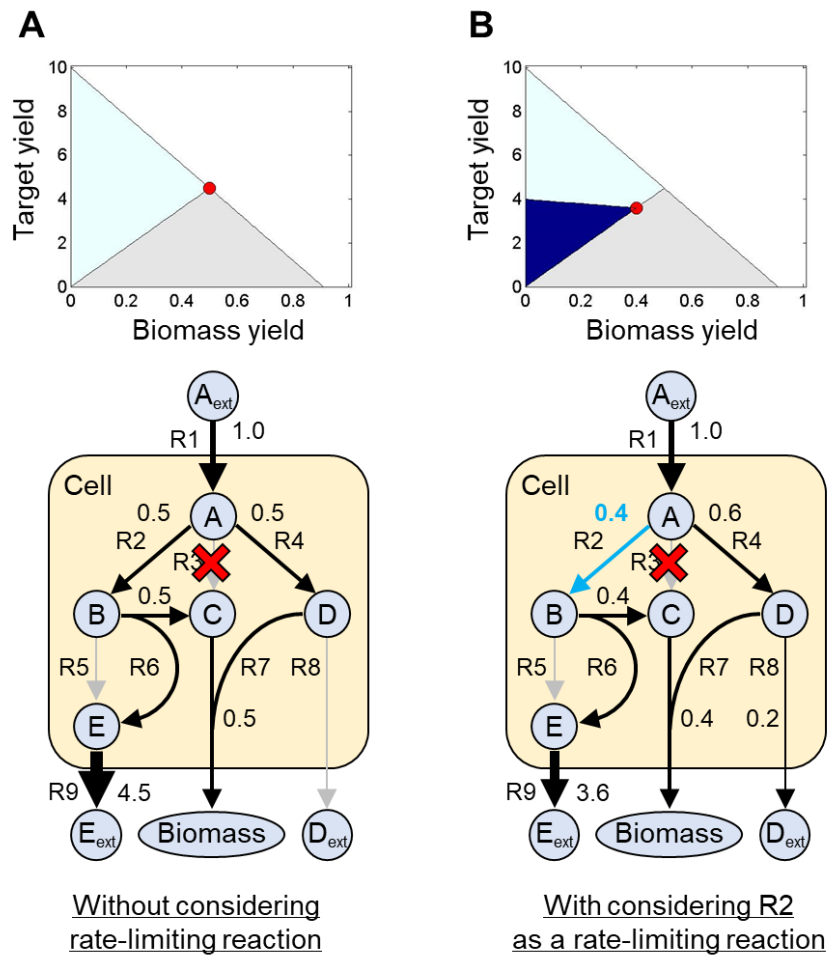 A
10
8
6
4
2
0
Target yield
0 0.2 0.4 0.6 0.8 1
Biomass yield
A_ext
R1 1.0
Cell
0.5 A 0.5
R2 R3 R4
B 0.5 C D
R5 R6 R7 R8
E 0.5
R9 4.5
E_ext Biomass D_ext
Without considering
rate-limiting reaction
B
10
8
6
4
2
0
Target yield
0 0.2 0.4 0.6 0.8 1
Biomass yield
A_ext
R1 1.0
Cell
0.4 A 0.6
R2 R3 R4
B 0.4 C D
R5 R6 R7 R8
E 0.4 0.2
R9 3.6
E_ext Biomass D_ext
With considering R2
as a rate-limiting reaction